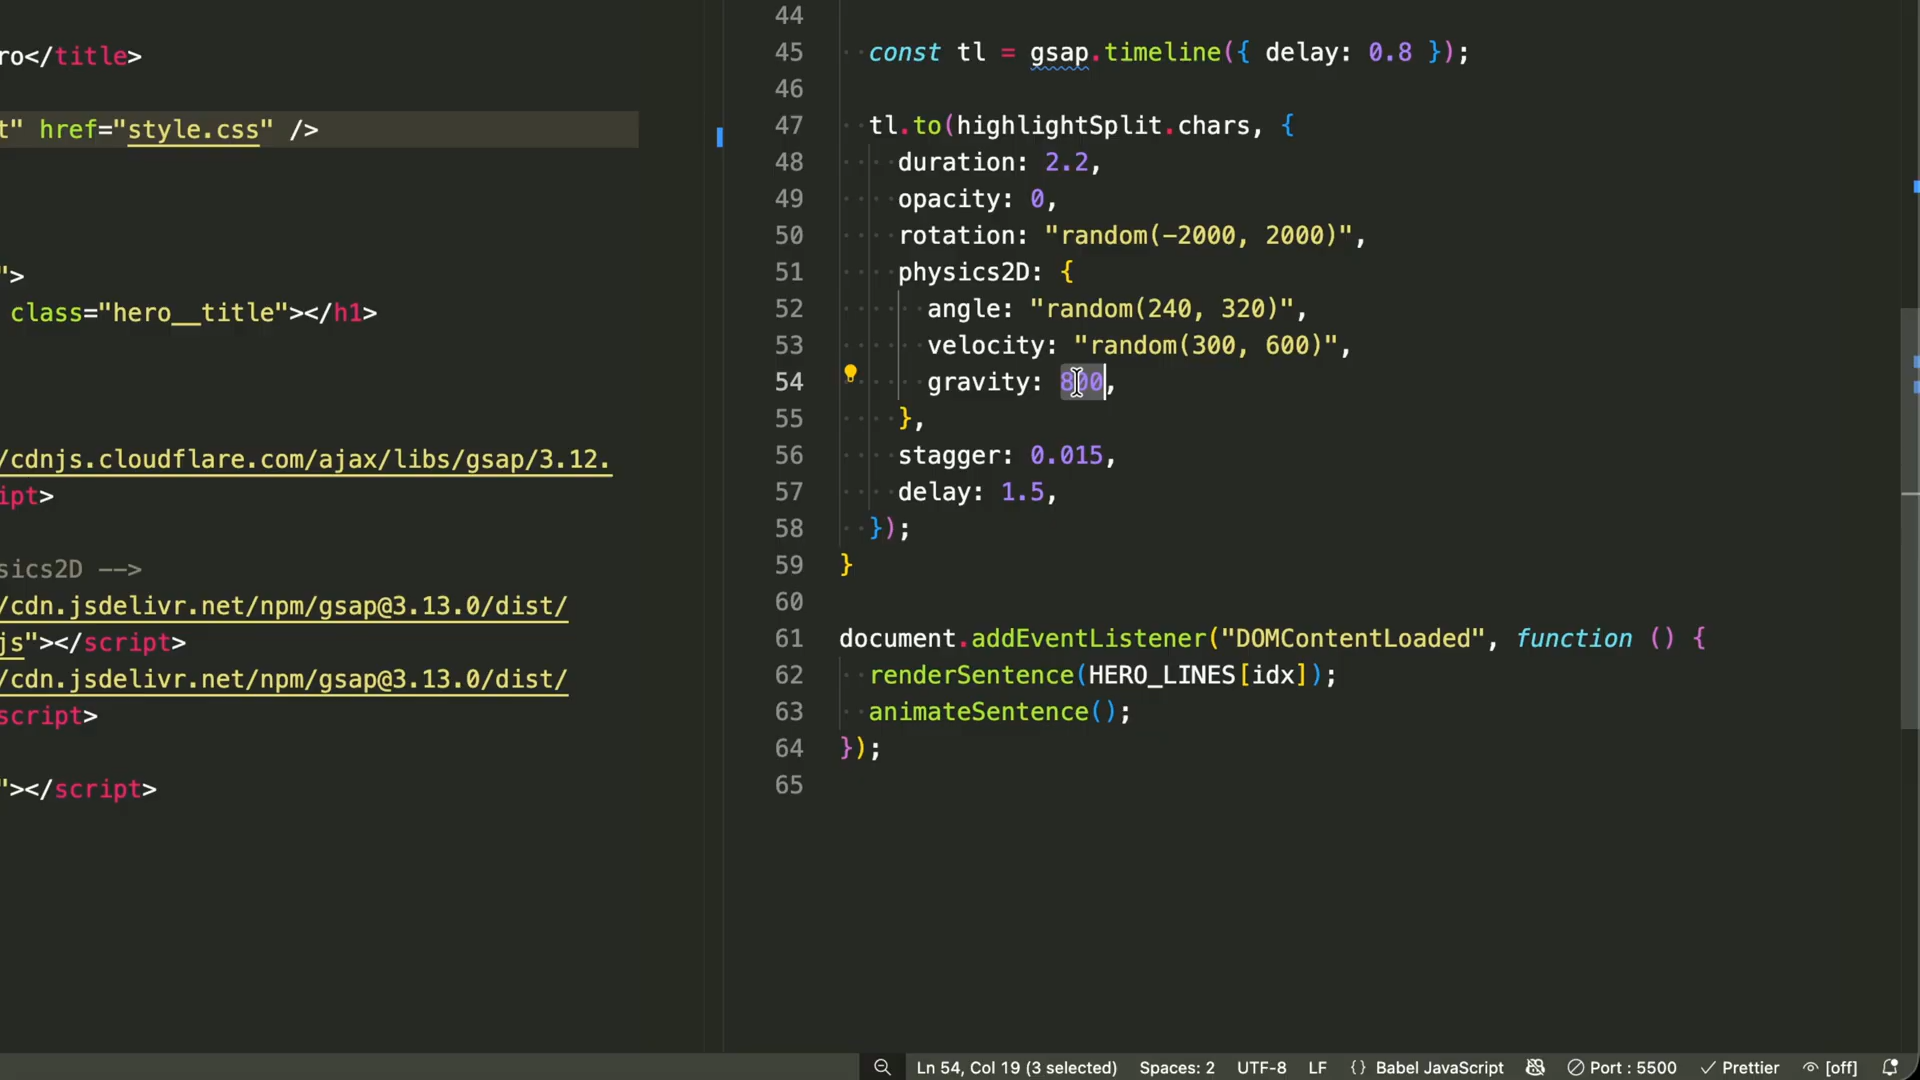 ro</title>
t" href="style.css" />
">
class="hero__title"></h1>
/cdnjs.cloudflare.com/ajax/libs/gsap/3.12.
ipt>
sics2D -->
/cdn.jsdelivr.net/npm/gsap@3.13.0/dist/
js"></script>
/cdn.jsdelivr.net/npm/gsap@3.13.0/dist/
script>
"></script>
44
45 const tl = gsap.timeline({ delay: 0.8 });
46
47 tl.to(highlightSplit.chars, {
48 duration: 2.2,
49 opacity: 0,
50 rotation: "random(-2000, 2000)",
51 physics2D: {
52 angle: "random(240, 320)",
53 velocity: "random(300, 600)",
54 gravity: 800,
55 },
56 stagger: 0.015,
57 delay: 1.5,
58 });
59 }
60
61 document.addEventListener("DOMContentLoaded", function () {
62 renderSentence(HERO_LINES[idx]);
63 animateSentence();
64 });
65
Ln 54, Col 19 (3 selected) Spaces: 2 UTF-8 LF {} Babel JavaScript Port : 5500 Prettier [off]